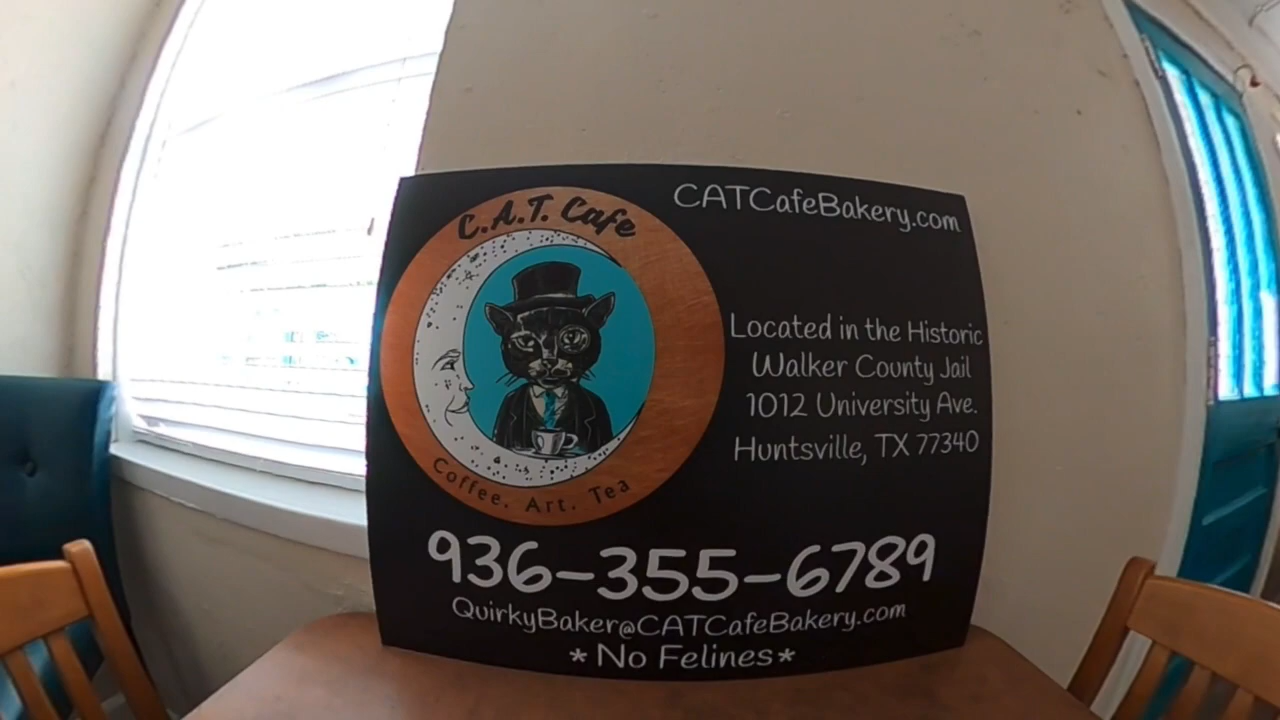 C.A.T. Cafe
Coffee. Art. Tea
CATCafeBakery.com
Located in the Historic
Walker County Jail
1012 University Ave.
Huntsville, TX 77340
936-355-6789
QuirkyBaker@CATCafeBakery.com
*No Felines*